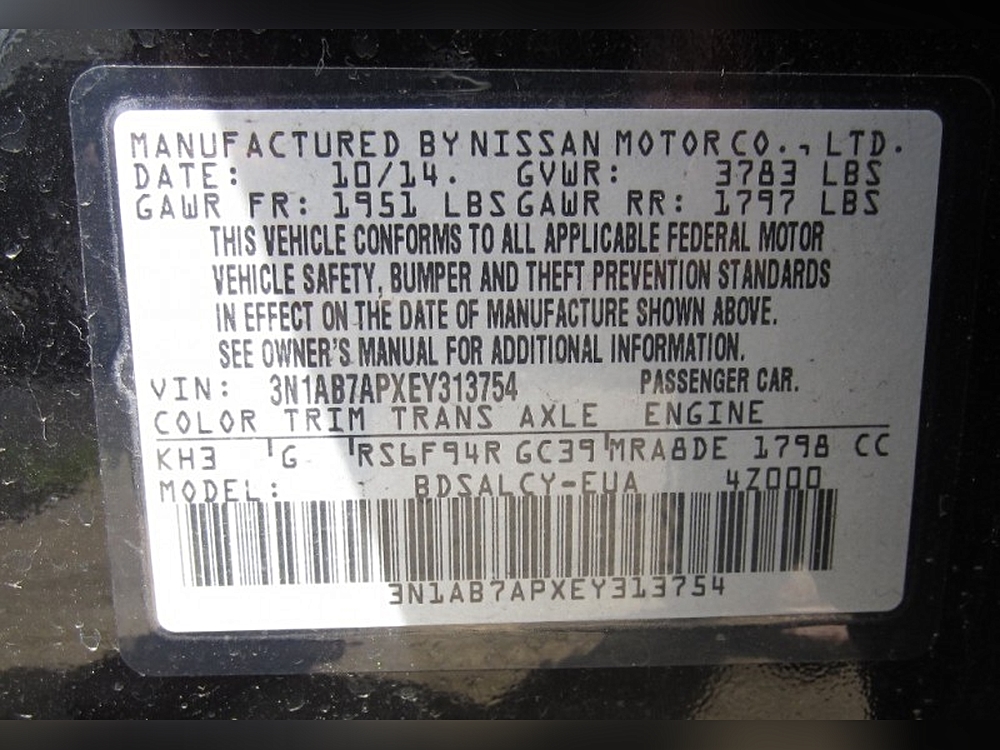 MANUFACTURED BY NISSAN MOTOR CO., LTD.
DATE: 10/14. GVWR: 3783 LBS
GAWR FR: 1951 LBS GAWR RR: 1797 LBS
THIS VEHICLE CONFORMS TO ALL APPLICABLE FEDERAL MOTOR
VEHICLE SAFETY, BUMPER AND THEFT PREVENTION STANDARDS
IN EFFECT ON THE DATE OF MANUFACTURE SHOWN ABOVE.
SEE OWNER'S MANUAL FOR ADDITIONAL INFORMATION.
VIN: 3N1AB7APXEY313754 PASSENGER CAR.
COLOR TRIM TRANS AXLE ENGINE
KH3 G RS6F94R GC39 MRA8DE 1798 CC
MODEL: BDSALCY-EUA 4Z000
3N1AB7APXEY313754